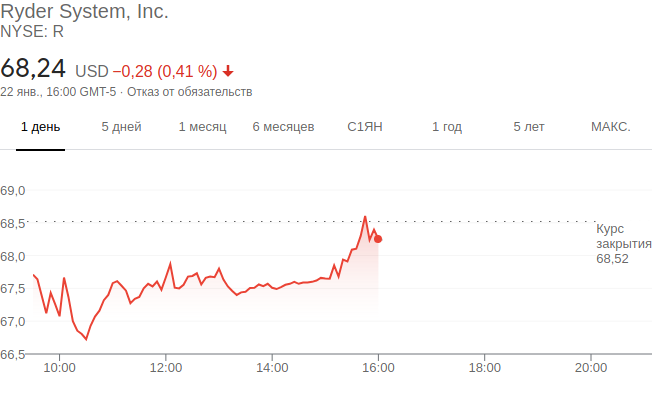 Ryder System, Inc.
NYSE: R
68,24 USD −0,28 (0,41 %)
22 янв., 16:00 GMT-5 · Отказ от обязательств
1 день 5 дней 1 месяц 6 месяцев С1ЯН 1 год 5 лет МАКС.
69,0
68,5
Курс
закрытия
68,52
68,0
67,5
67,0
66,5
10:00 12:00 14:00 16:00 18:00 20:00